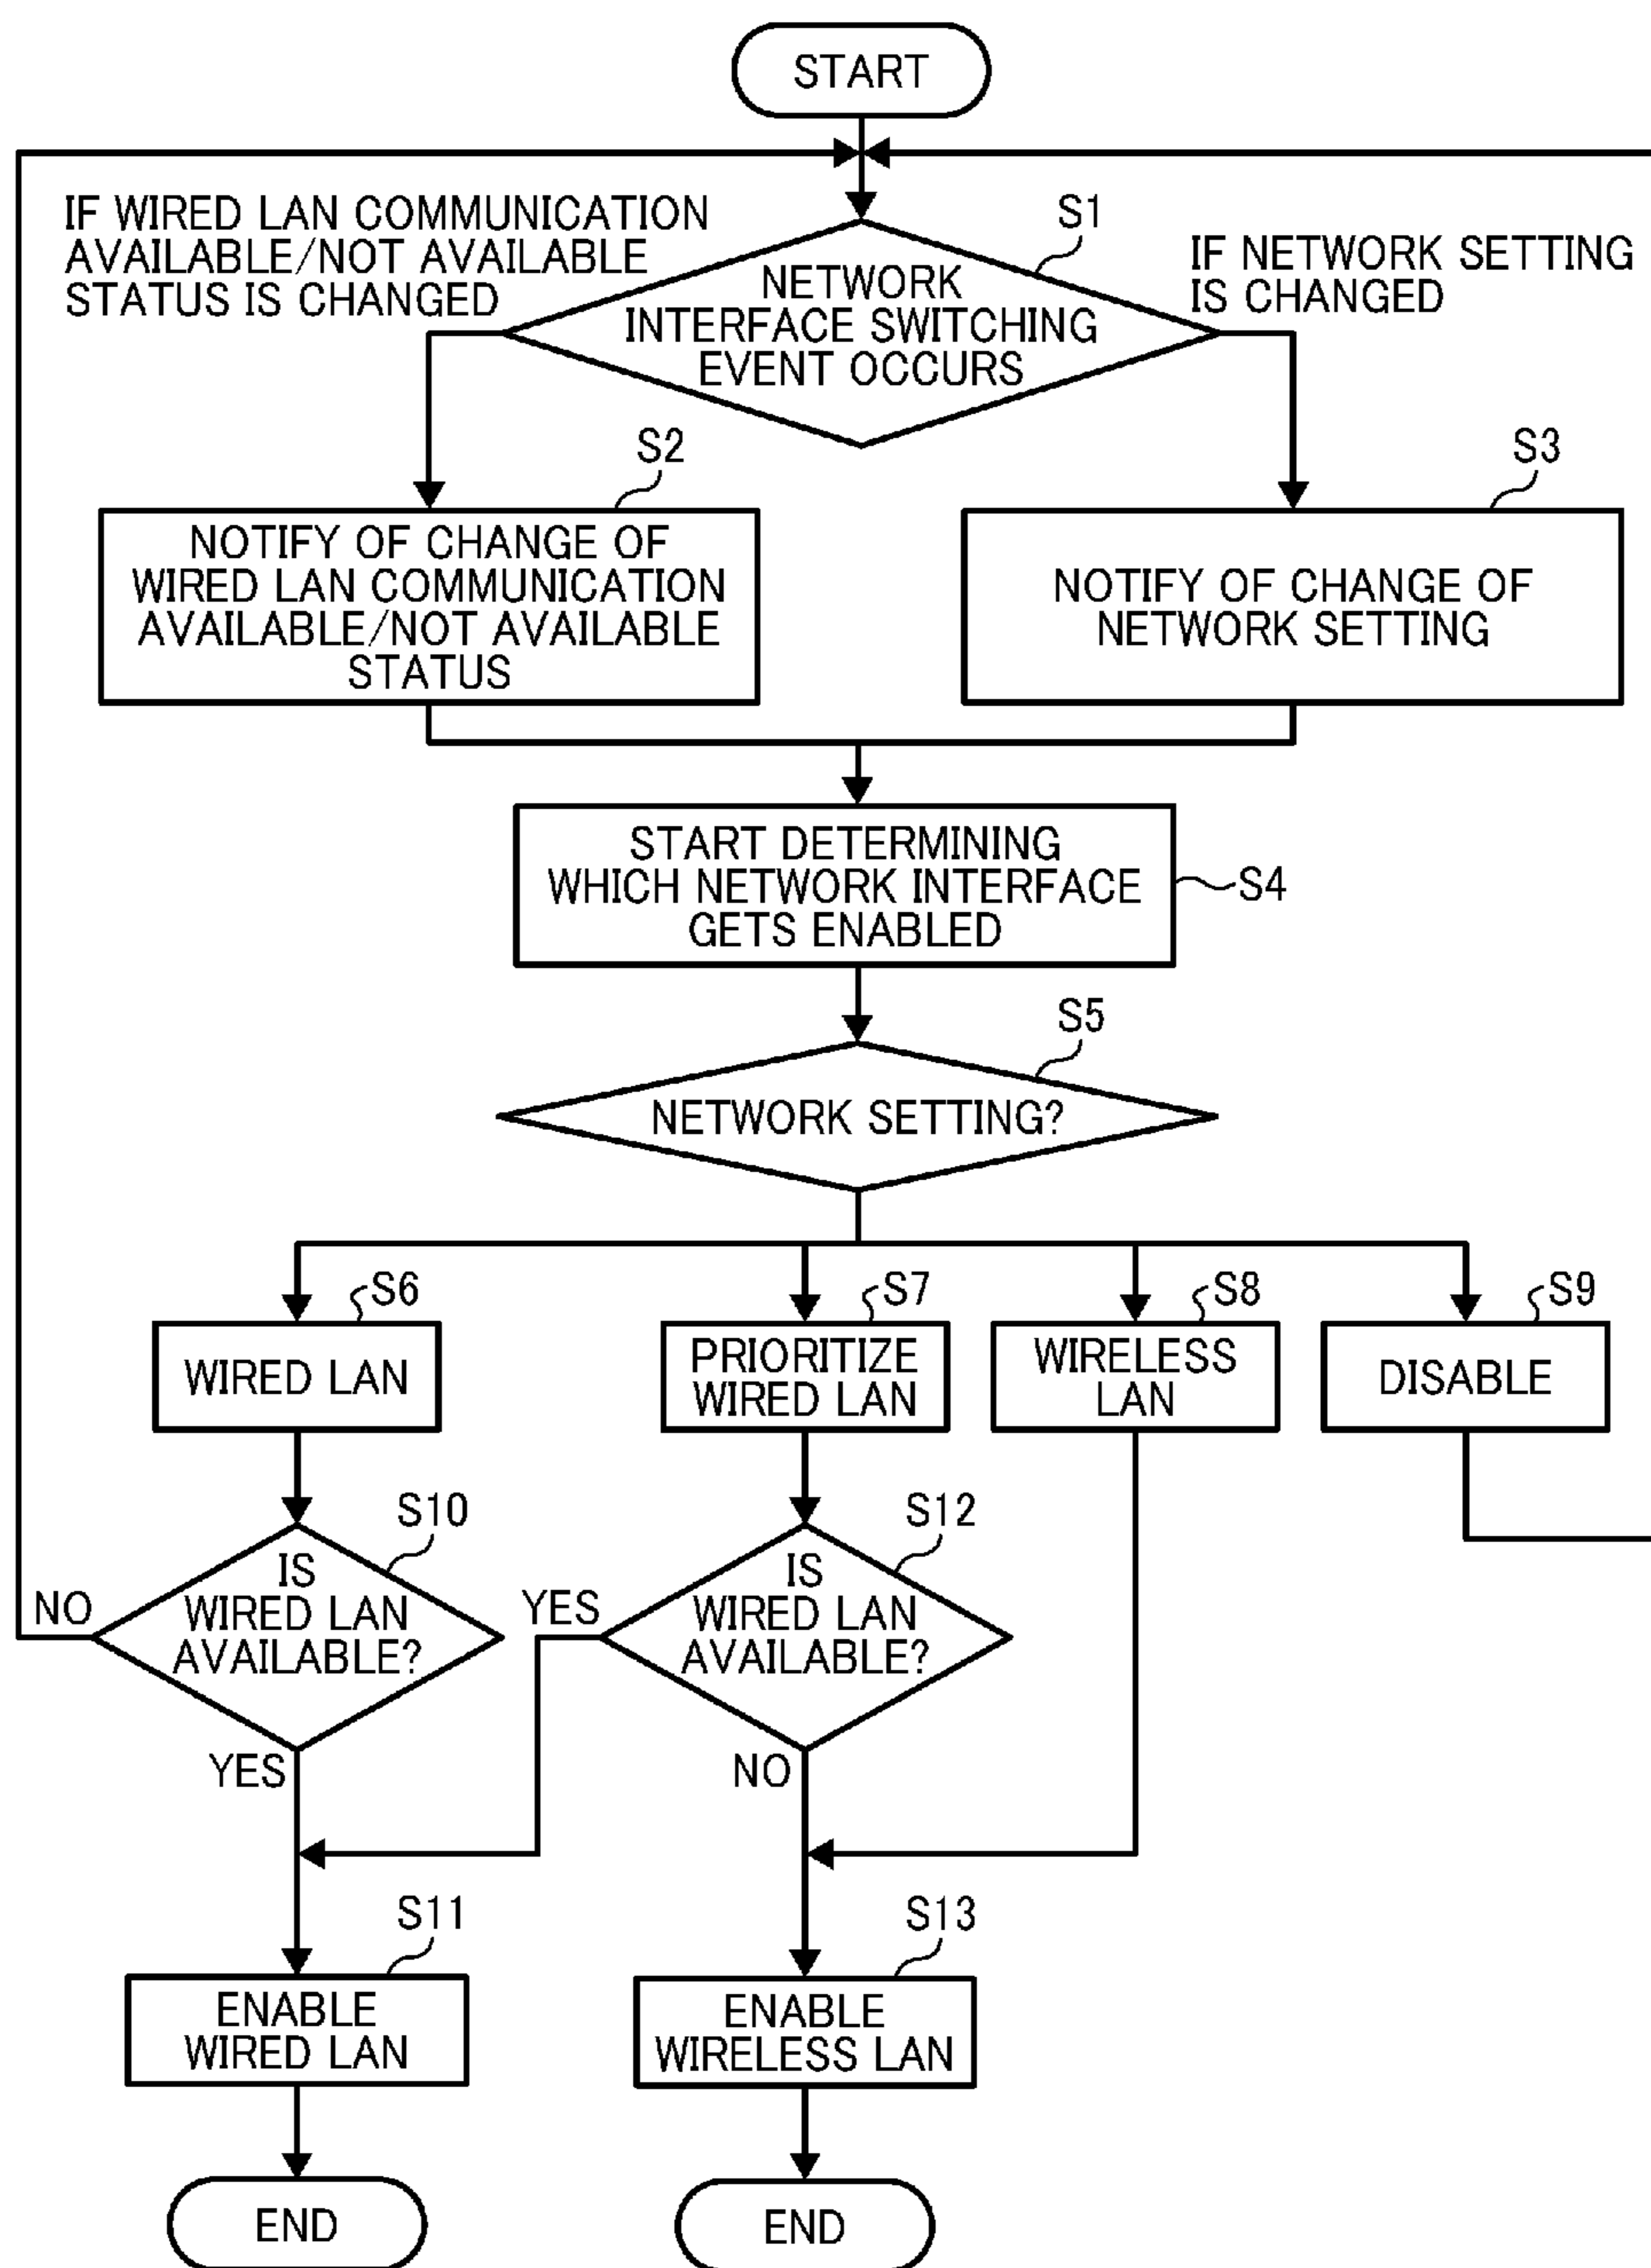 START
IF WIRED LAN COMMUNICATION
AVAILABLE/NOT AVAILABLE
STATUS IS CHANGED
S1
IF NETWORK SETTING
IS CHANGED
NETWORK
INTERFACE SWITCHING
EVENT OCCURS
S2
S3
NOTIFY OF CHANGE OF
WIRED LAN COMMUNICATION
AVAILABLE/NOT AVAILABLE
STATUS
NOTIFY OF CHANGE OF
NETWORK SETTING
START DETERMINING
WHICH NETWORK INTERFACE
GETS ENABLED
S4
S5
NETWORK SETTING?
S6
S7
S8
S9
WIRED LAN
PRIORITIZE
WIRED LAN
WIRELESS
LAN
DISABLE
S10
S12
IS
WIRED LAN
AVAILABLE?
NO
YES
IS
WIRED LAN
AVAILABLE?
YES
NO
S11
S13
ENABLE
WIRED LAN
ENABLE
WIRELESS LAN
END
END